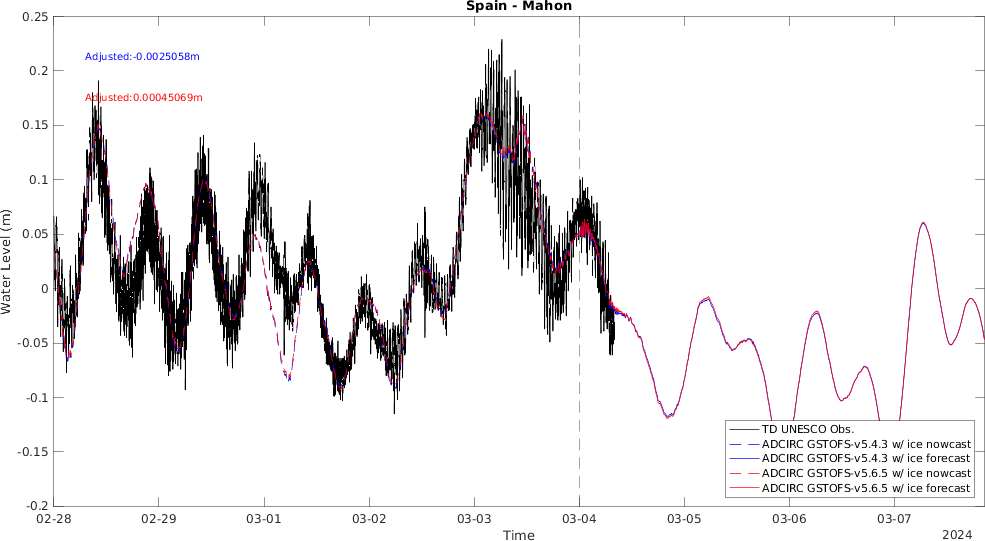 Spain - Mahon
Adjusted:-0.0025058m
Adjusted:0.00045069m
Water Level (m)
0.25
0.2
0.15
0.1
0.05
0
-0.05
-0.1
-0.15
-0.2
02-28
02-29
03-01
03-02
03-03
03-04
03-05
03-06
03-07
Time
2024
TD UNESCO Obs.
ADCIRC GSTOFS-v5.4.3 w/ ice nowcast
ADCIRC GSTOFS-v5.4.3 w/ ice forecast
ADCIRC GSTOFS-v5.6.5 w/ ice nowcast
ADCIRC GSTOFS-v5.6.5 w/ ice forecast